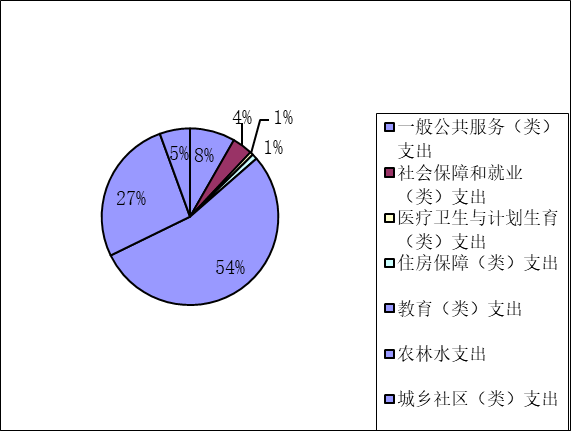 4%
1%
1%
5%
8%
27%
54%
一般公共服务（类）
支出
社会保障和就业
（类）支出
医疗卫生与计划生育
（类）支出
住房保障（类）支出
教育（类）支出
农林水支出
城乡社区（类）支出